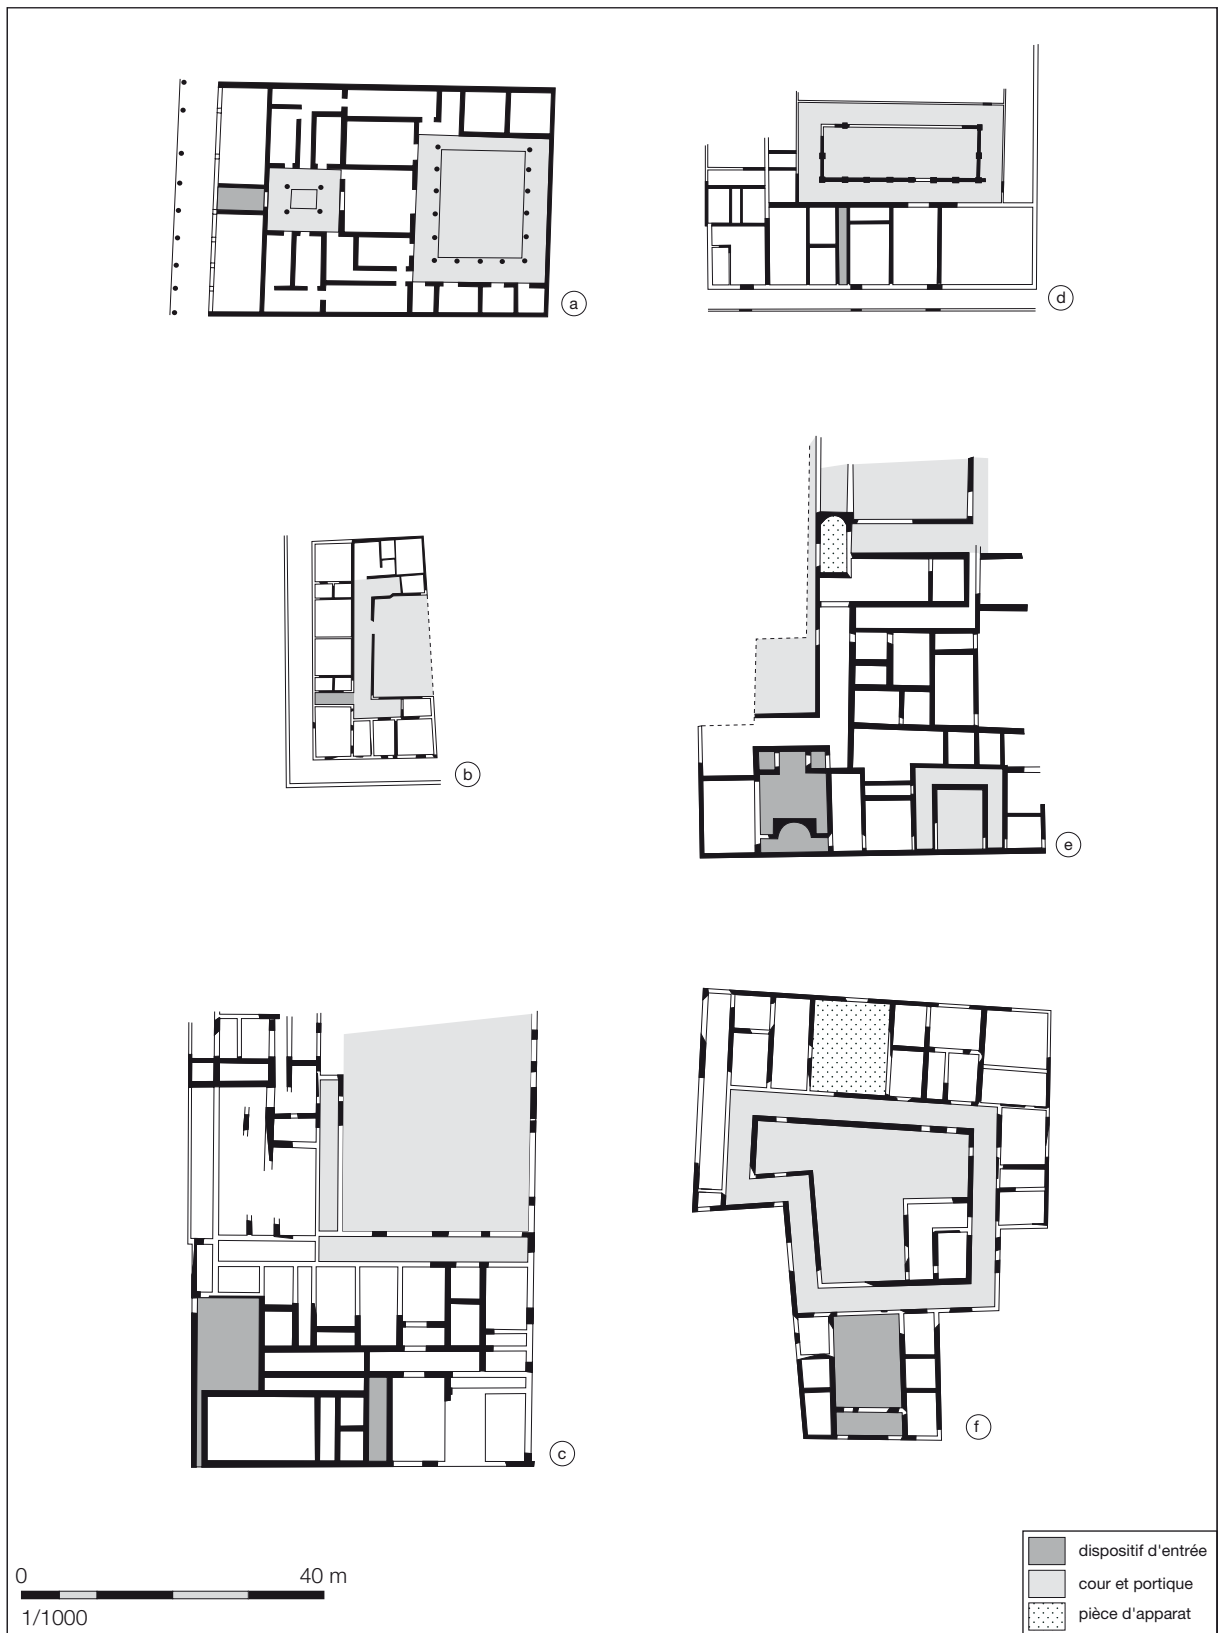 a
d
b
e
c
f
0 40 m
1/1000
dispositif d'entrée
cour et portique
pièce d'apparat